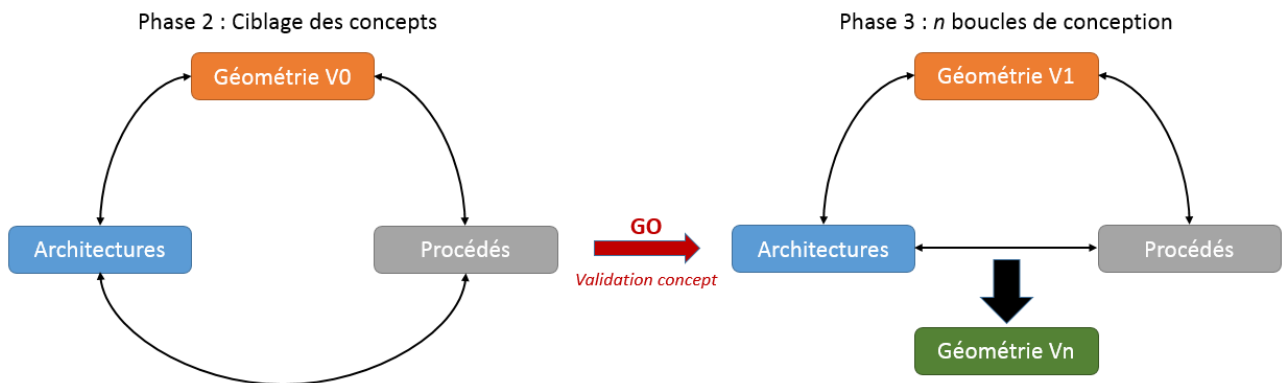 Phase 2 : Ciblage des concepts
Géométrie V0
Architectures
Procédés
GO
Validation concept
Phase 3 : n boucles de conception
Géométrie V1
Architectures
Procédés
Géométrie Vn